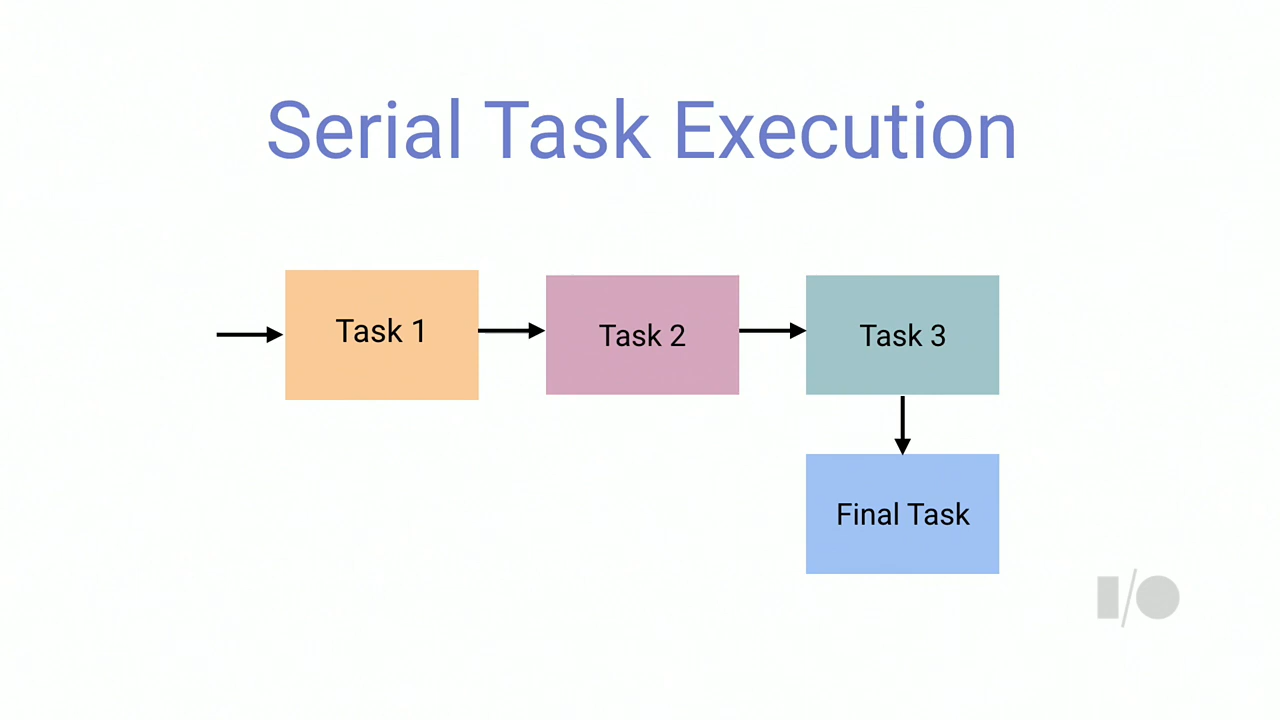 Serial Task Execution
Task 1
Task 2
Task 3
Final Task
I/O